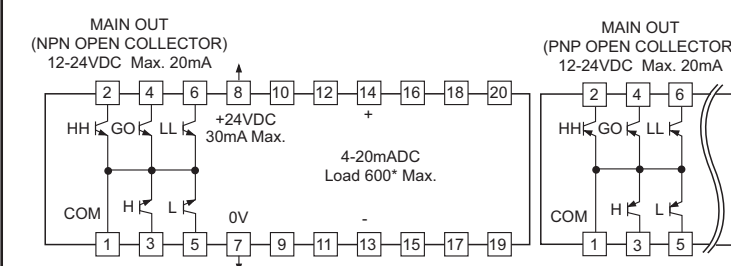 MAIN OUT
(NPN OPEN COLLECTOR)
12-24VDC Max. 20mA
2 4 6 8 10 12 14 16 18 20
HH GO LL +24VDC
30mA Max.
+
4-20mADC
Load 600* Max.
COM H L 0V -
1 3 5 7 9 11 13 15 17 19
MAIN OUT
(PNP OPEN COLLECTOR
12-24VDC Max. 20mA
2 4 6
HH GO LL
COM H L
1 3 5